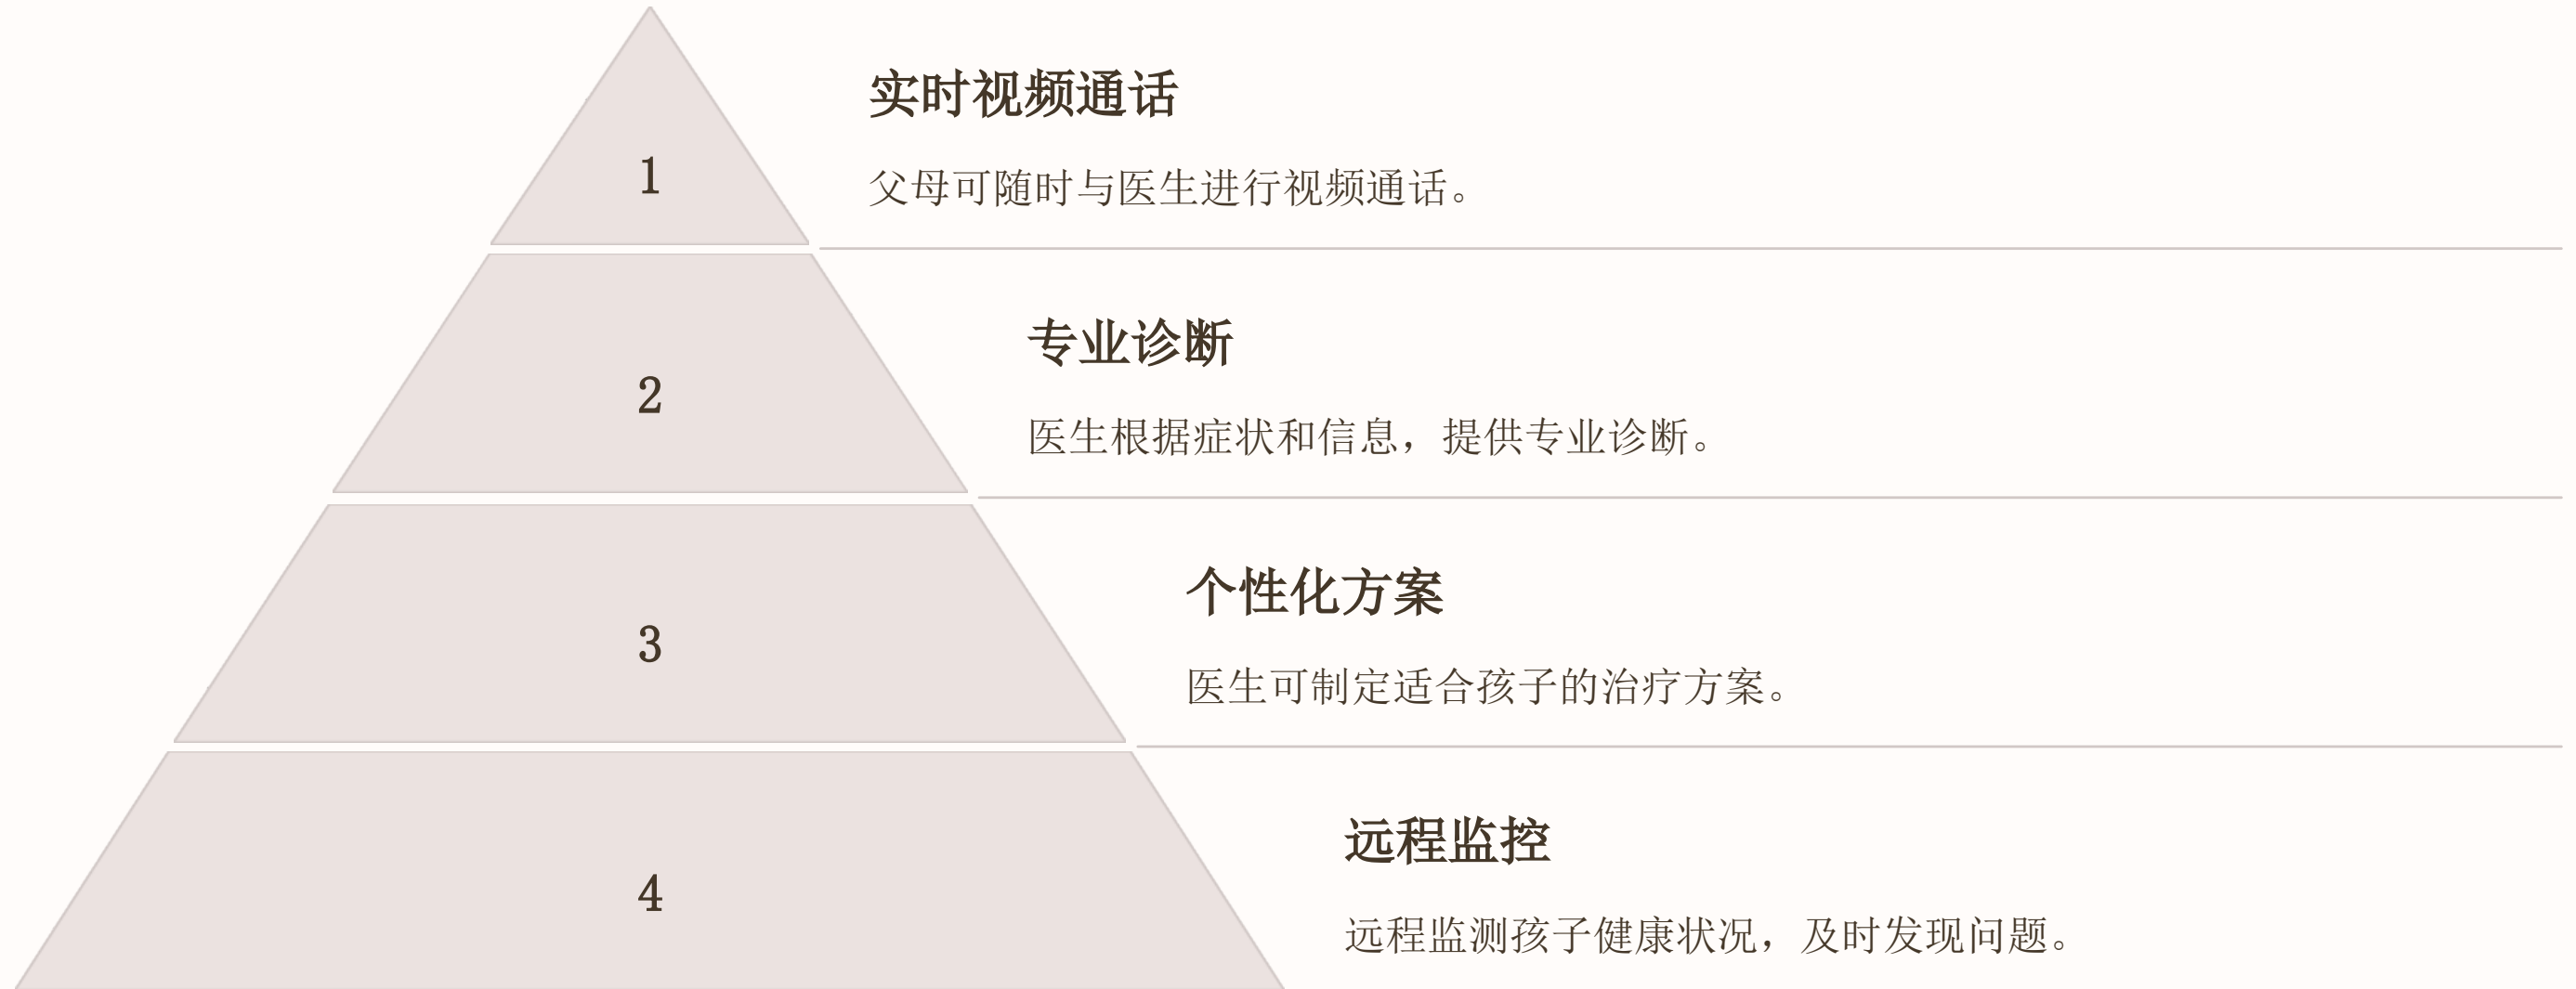 1
实时视频通话
父母可随时与医生进行视频通话。
2
专业诊断
医生根据症状和信息，提供专业诊断。
3
个性化方案
医生可制定适合孩子的治疗方案。
4
远程监控
远程监测孩子健康状况，及时发现问题。